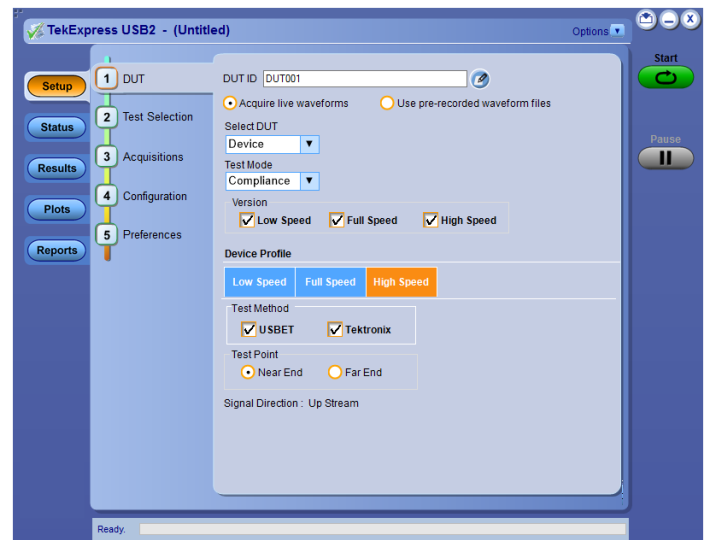 TekExpress USB2 - (Untitled)
Options
Setup
Status
Results
Plots
Reports
1 DUT
2 Test Selection
3 Acquisitions
4 Configuration
5 Preferences
DUT ID DUT001
Acquire live waveforms Use pre-recorded waveform files
Select DUT
Device
Test Mode
Compliance
Version
Low Speed Full Speed High Speed
Device Profile
Low Speed Full Speed High Speed
Test Method
USBET Tektronix
Test Point
Near End Far End
Signal Direction : Up Stream
Start
Pause
Ready.